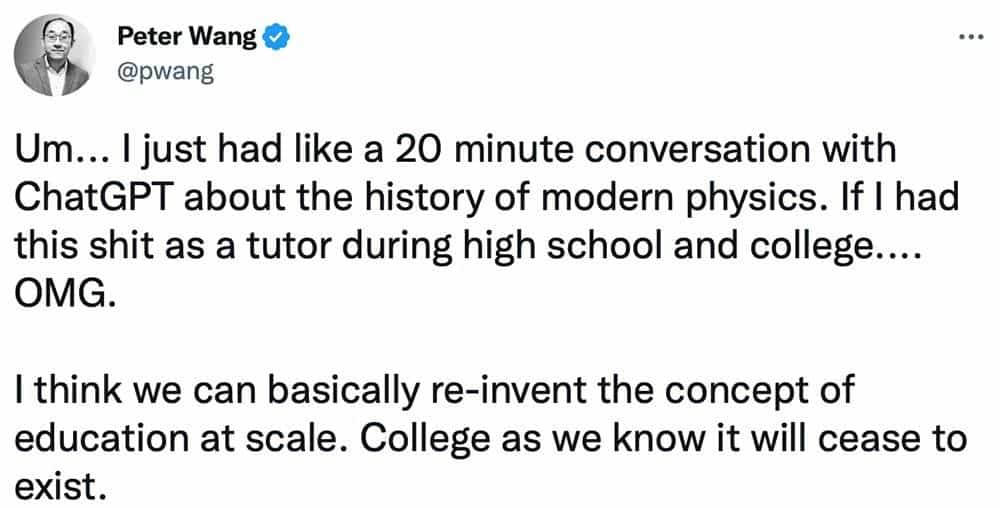 Peter Wang
@pwang
Um... I just had like a 20 minute conversation with
ChatGPT about the history of modern physics. If I had
this shit as a tutor during high school and college....
OMG.
I think we can basically re-invent the concept of
education at scale. College as we know it will cease to
exist.